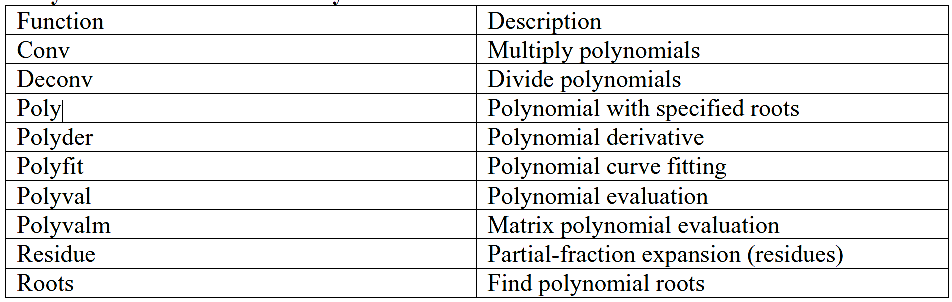 Function Description
Conv Multiply polynomials
Deconv Divide polynomials
Poly Polynomial with specified roots
Polyder Polynomial derivative
Polyfit Polynomial curve fitting
Polyval Polynomial evaluation
Polyvalm Matrix polynomial evaluation
Residue Partial-fraction expansion (residues)
Roots Find polynomial roots